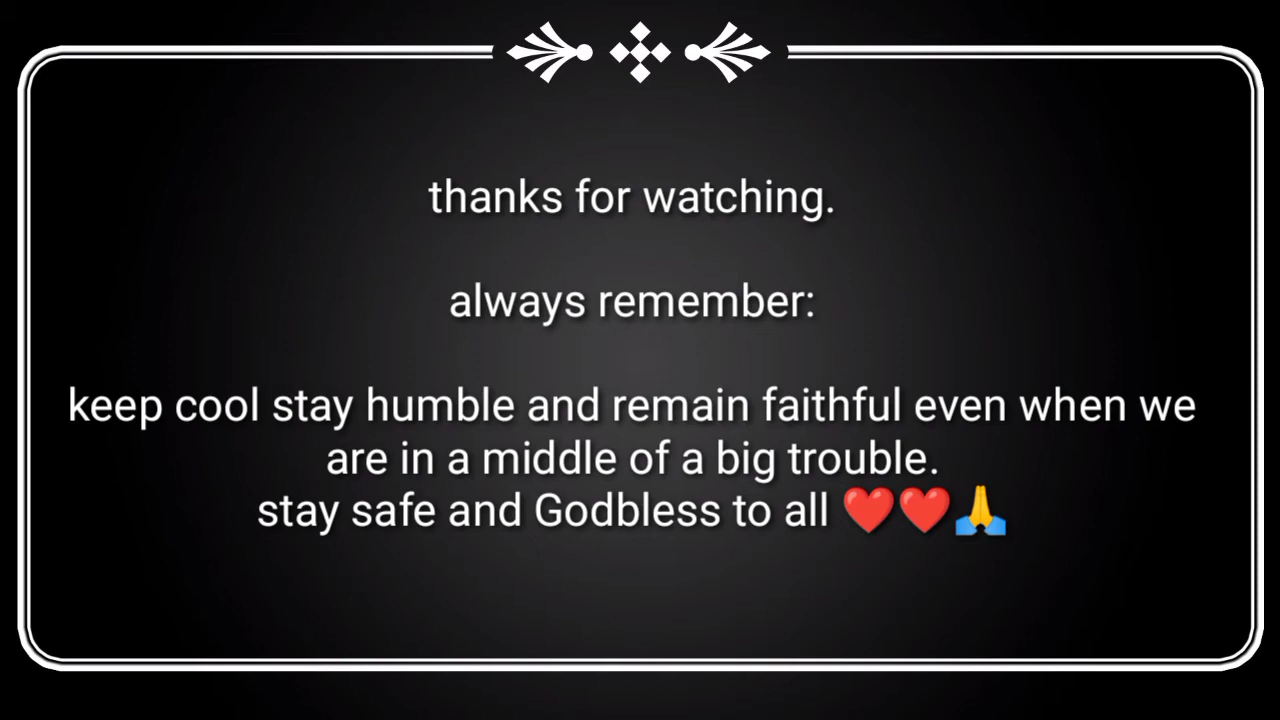 thanks for watching.
always remember:
keep cool stay humble and remain faithful even when we
are in a middle of a big trouble.
stay safe and Godbless to all ❤️❤️🙏